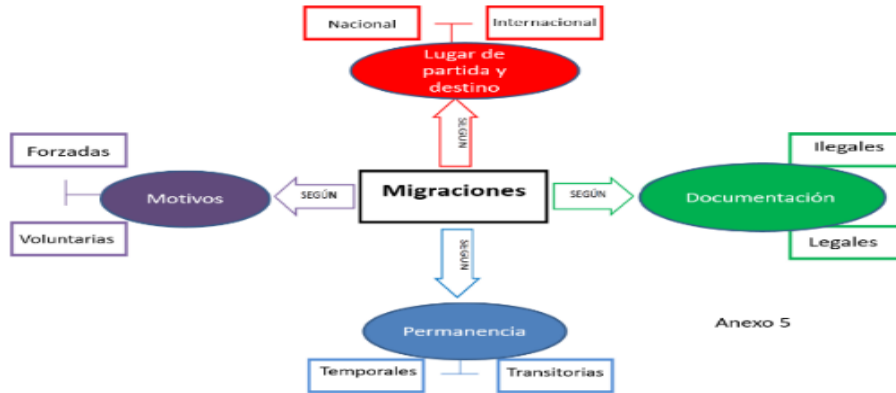 Nacional
Internacional
Lugar de
partida y
destino
SEGÚN
Forzadas
Ilegales
Motivos
SEGÚN
Migraciones
SEGÚN
Documentación
Voluntarias
Legales
SEGÚN
Permanencia
Anexo 5
Temporales
Transitorias